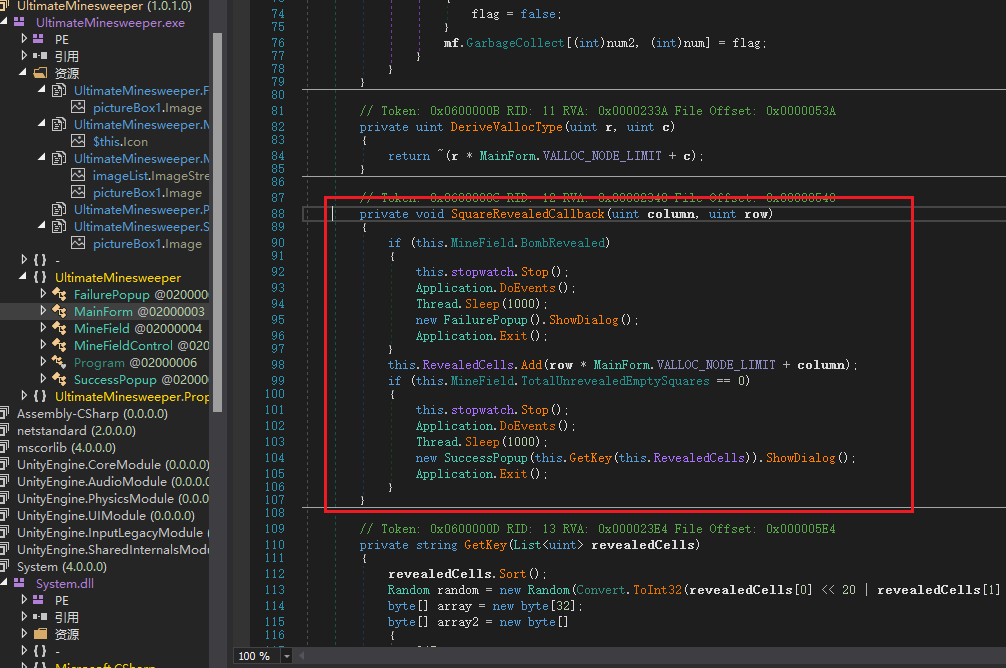 UltimateMinesweeper (1.0.1.0)
UltimateMinesweeper.exe
PE
引用
资源
UltimateMinesweeper.F
pictureBox1.Image
UltimateMinesweeper.M
$this.Icon
UltimateMinesweeper.M
imageList.ImageStre
pictureBox1.Image
UltimateMinesweeper.P
UltimateMinesweeper.S
pictureBox1.Image
{ } -
{ } UltimateMinesweeper
FailurePopup @020000
MainForm @02000003
MineField @02000004
MineFieldControl @020
Program @02000006
SuccessPopup @02000
{ } UltimateMinesweeper.Prop
Assembly-CSharp (0.0.0.0)
netstandard (2.0.0.0)
mscorlib (4.0.0.0)
UnityEngine.CoreModule (0.0.0.0)
UnityEngine.AudioModule (0.0.0.
UnityEngine.PhysicsModule (0.0.0
UnityEngine.UIModule (0.0.0.0)
UnityEngine.InputLegacyModule (
UnityEngine.SharedInternalsModu
System (4.0.0.0)
System.dll
PE
引用
资源
{ } -
{ } Microsoft.CSharp
74 flag = false;
75 }
76 mf.GarbageCollect[(int)num2, (int)num] = flag;
77 }
78 }
79 }
80
81 // Token: 0x0600000B RID: 11 RVA: 0x0000233A File Offset: 0x0000053A
82 private uint DeriveVallocType(uint r, uint c)
83 {
84 return ~(r * MainForm.VALLOC_NODE_LIMIT + c);
85 }
86
87 // Token: 0x0600000C RID: 12 RVA: 0x00002348 File Offset: 0x00000548
88 private void SquareRevealedCallback(uint column, uint row)
89 {
90 if (this.MineField.BombRevealed)
91 {
92 this.stopwatch.Stop();
93 Application.DoEvents();
94 Thread.Sleep(1000);
95 new FailurePopup().ShowDialog();
96 Application.Exit();
97 }
98 this.RevealedCells.Add(row * MainForm.VALLOC_NODE_LIMIT + column);
99 if (this.MineField.TotalUnrevealedEmptySquares == 0)
100 {
101 this.stopwatch.Stop();
102 Application.DoEvents();
103 Thread.Sleep(1000);
104 new SuccessPopup(this.GetKey(this.RevealedCells)).ShowDialog();
105 Application.Exit();
106 }
107 }
108
109 // Token: 0x0600000D RID: 13 RVA: 0x000023E4 File Offset: 0x000005E4
110 private string GetKey(List<uint> revealedCells)
111 {
112 revealedCells.Sort();
113 Random random = new Random(Convert.ToInt32(revealedCells[0] << 20 | revealedCells[1]
114 byte[] array = new byte[32];
115 byte[] array2 = new byte[]
116 {
100 %